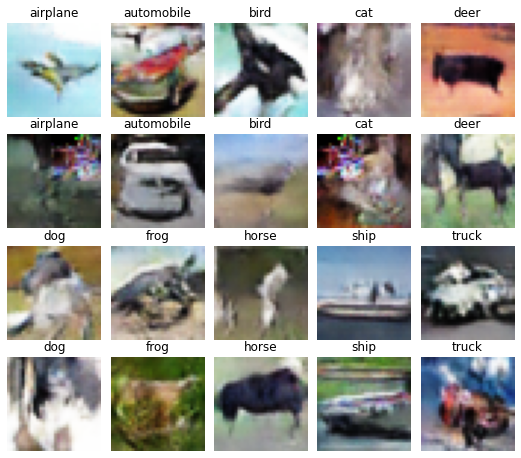 airplane automobile bird cat deer
airplane automobile bird cat deer
dog frog horse ship truck
dog frog horse ship truck